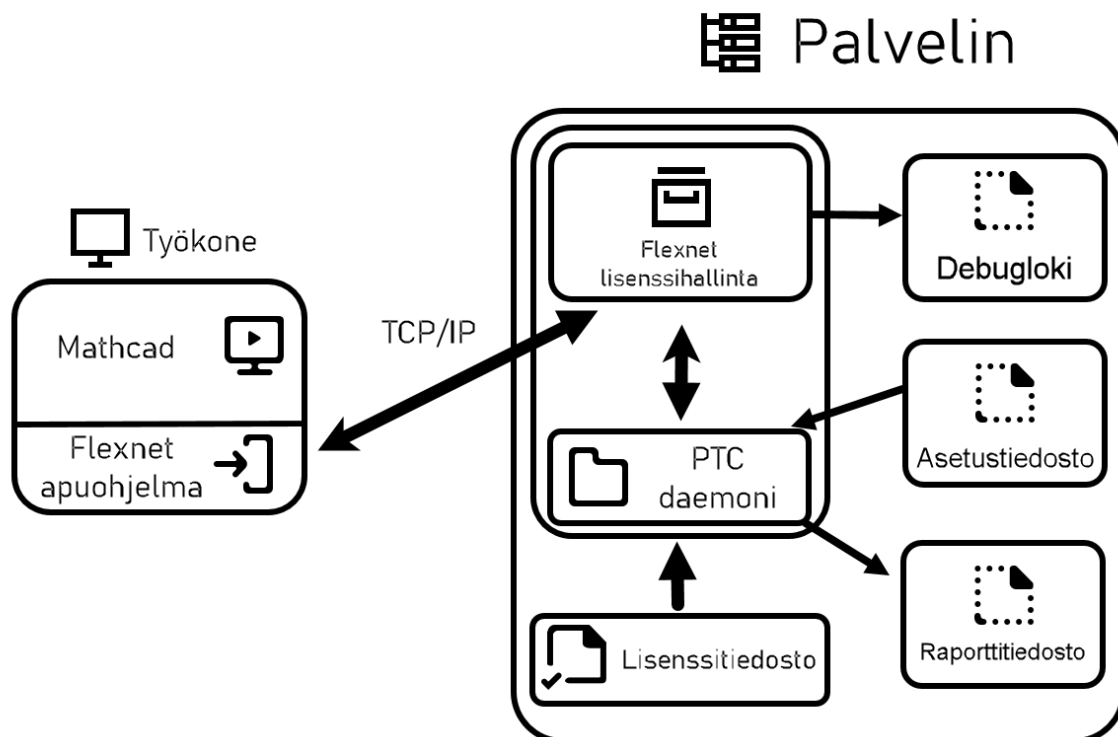 Palvelin
Työkone
Mathcad
Flexnet
apuohjelma
TCP/IP
Flexnet
lisenssihallinta
PTC
daemoni
Lisenssitiedosto
Debugloki
Asetustiedosto
Raporttitiedosto